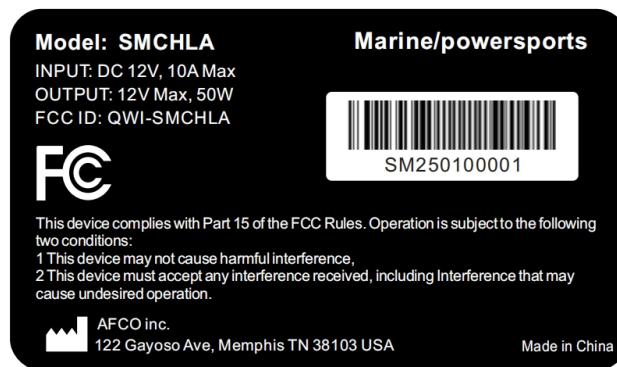 Model: SMCHLA
Marine/powersports
INPUT: DC 12V, 10A Max
OUTPUT: 12V Max, 50W
FCC ID: QWI-SMCHLA
SM250100001
FC
This device complies with Part 15 of the FCC Rules. Operation is subject to the following
two conditions:
1 This device may not cause harmful interference,
2 This device must accept any interference received, including Interference that may
cause undesired operation.
AFCO inc.
122 Gayoso Ave, Memphis TN 38103 USA
Made in China